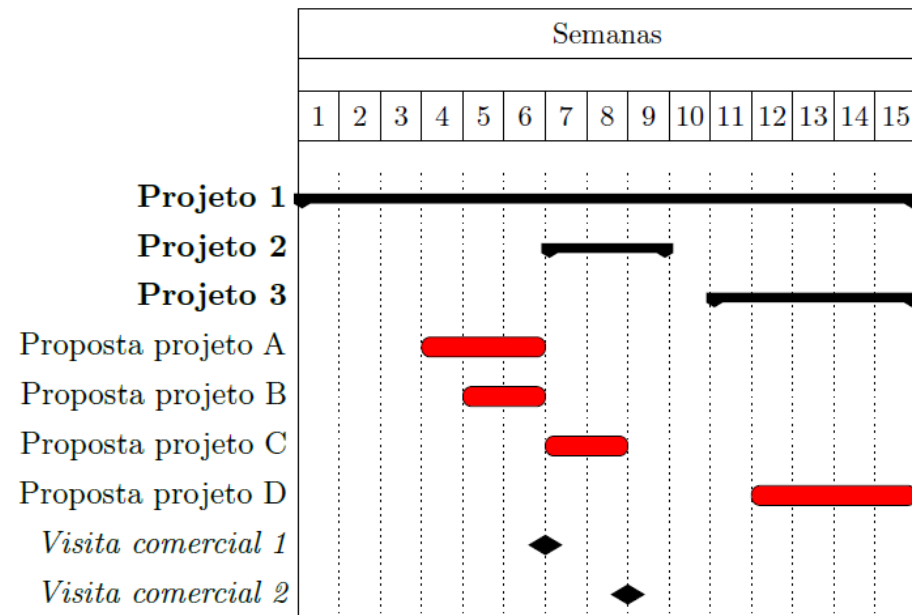 Semanas
1 2 3 4 5 6 7 8 9 10 11 12 13 14 15
Projeto 1
Projeto 2
Projeto 3
Proposta projeto A
Proposta projeto B
Proposta projeto C
Proposta projeto D
Visita comercial 1
Visita comercial 2